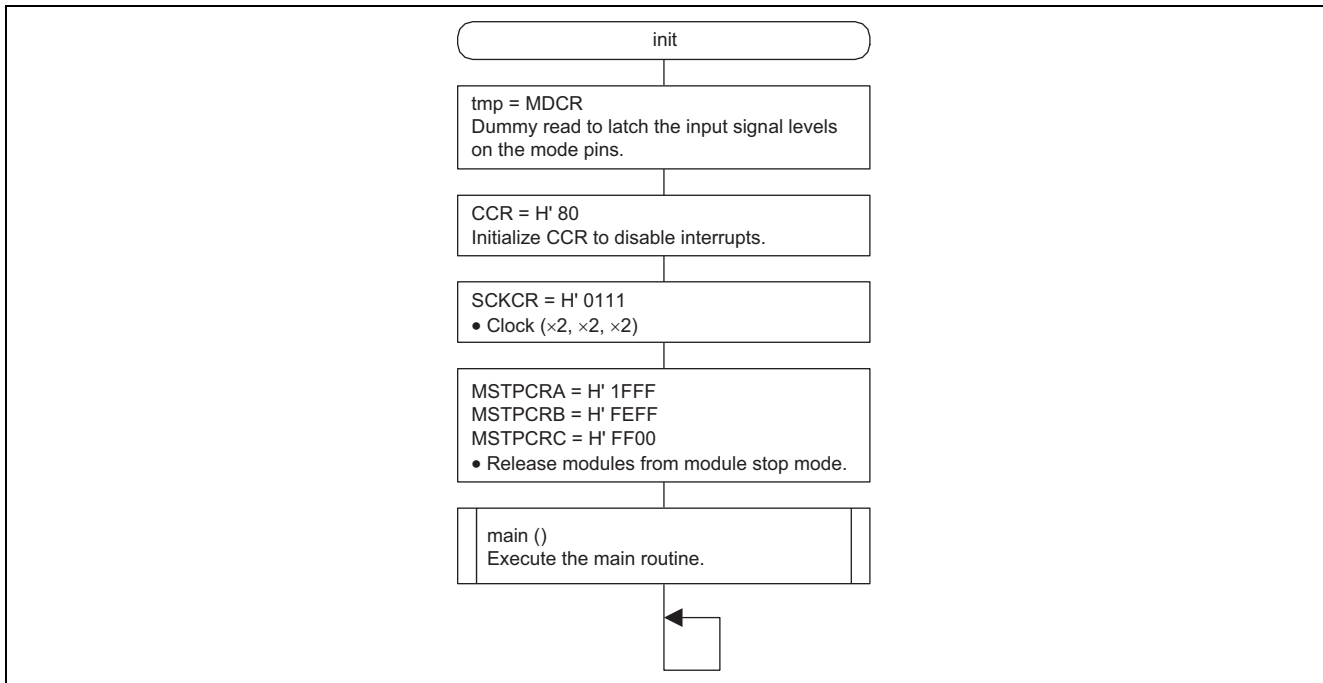 init
tmp = MDCR
Dummy read to latch the input signal levels
on the mode pins.
CCR = H' 80
Initialize CCR to disable interrupts.
SCKCR = H' 0111
• Clock (×2, ×2, ×2)
MSTPCRA = H' 1FFF
MSTPCRB = H' FEFF
MSTPCRC = H' FF00
• Release modules from module stop mode.
main ()
Execute the main routine.